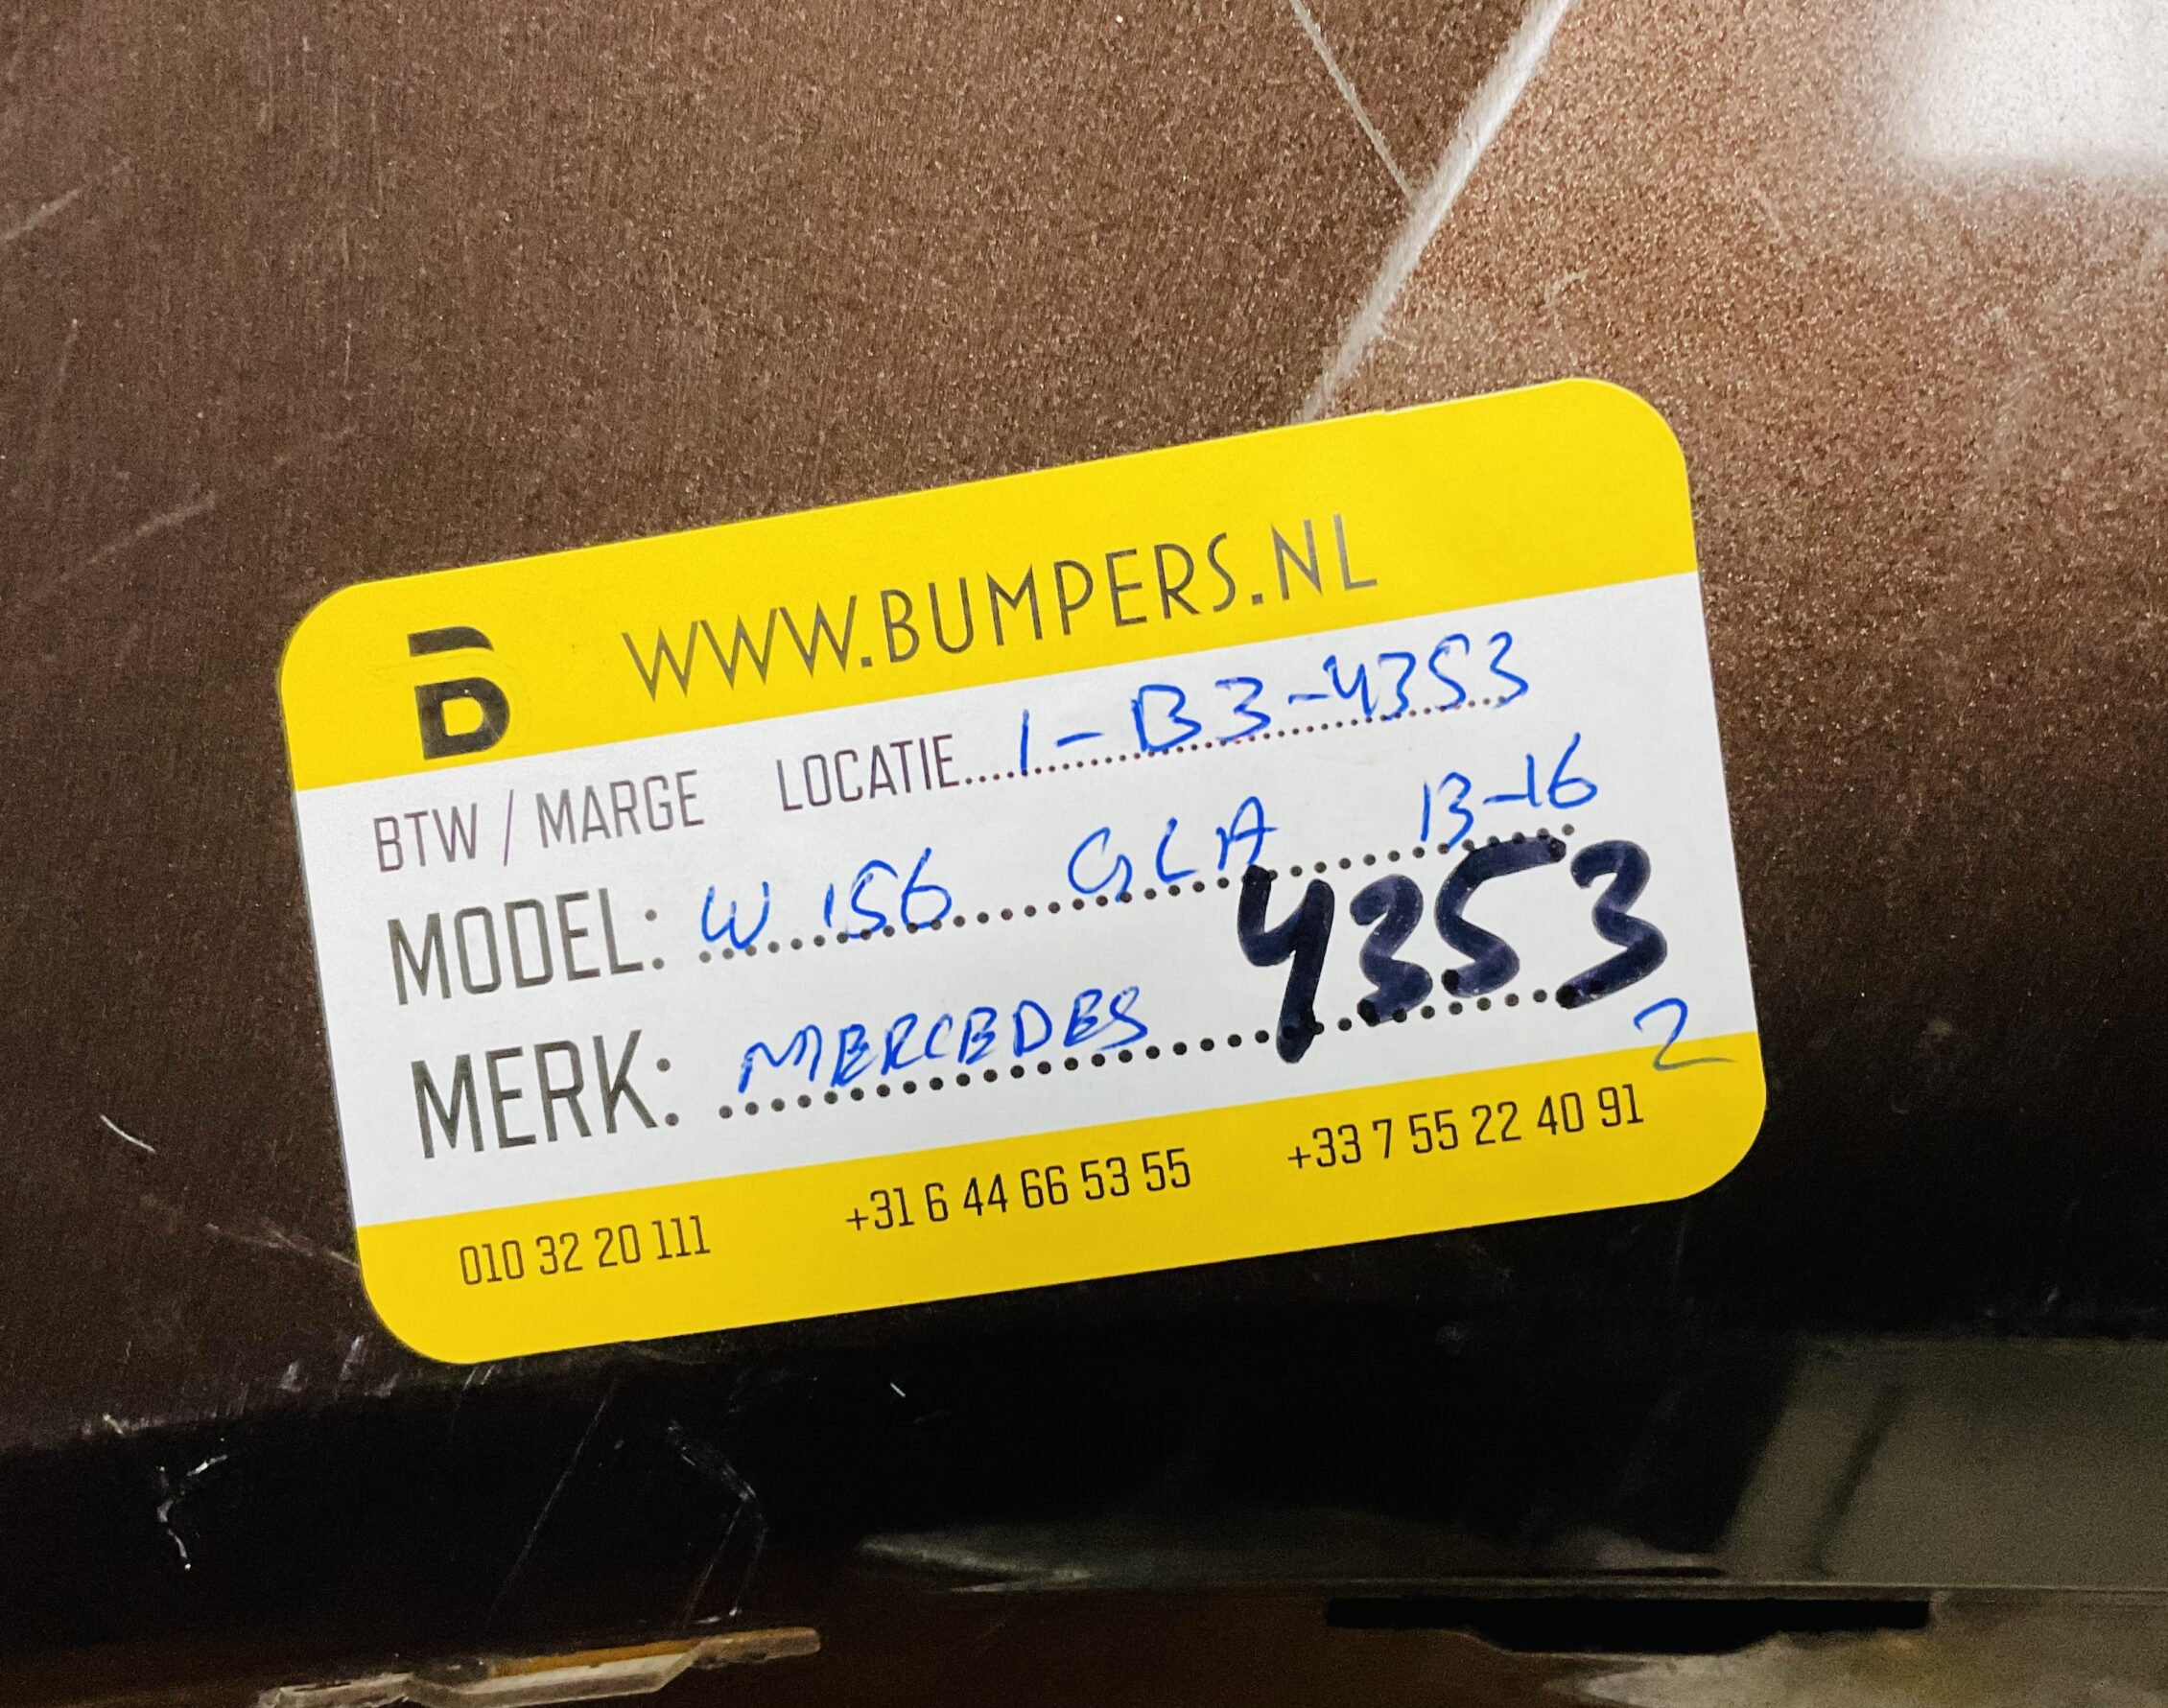 B WWW.BUMPERS.NL
BTW / MARGE LOCATIE....1-B3-4353
MODEL: W 156 GLA 13-16
4353
MERK: MERCEDES
2
010 32 20 111 +31 6 44 66 53 55 +33 7 55 22 40 91